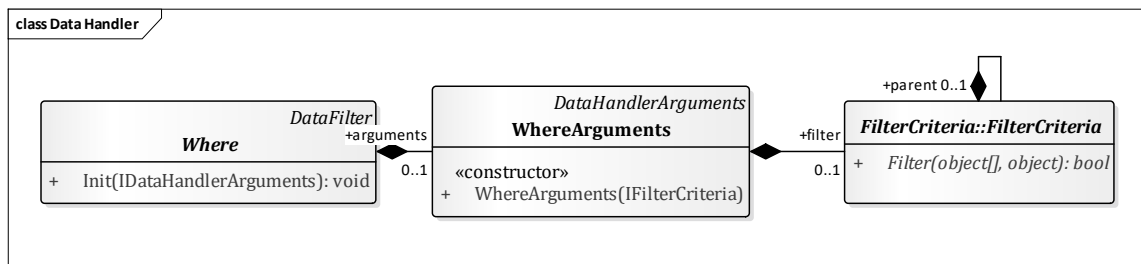 class Data Handler
DataFilter
Where
+ Init(IDataHandlerArguments): void
+arguments
0..1
DataHandlerArguments
WhereArguments
«constructor»
+ WhereArguments(IFilterCriteria)
+filter
0..1
+parent 0..1
FilterCriteria::FilterCriteria
+ Filter(object[], object): bool